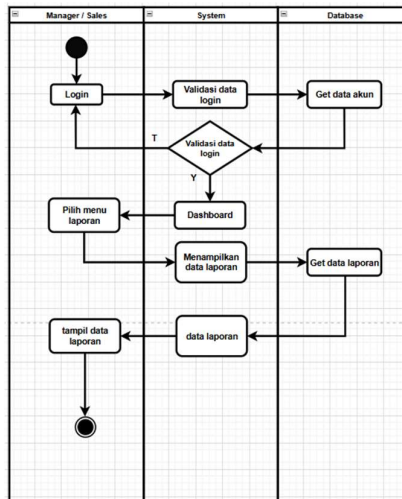 Manager / Sales
System
Database
Login
Validasi data
login
Get data akun
Validasi data
login
T
Y
Dashboard
Pilih menu
laporan
Menampilkan
data laporan
Get data laporan
data laporan
tampil data
laporan